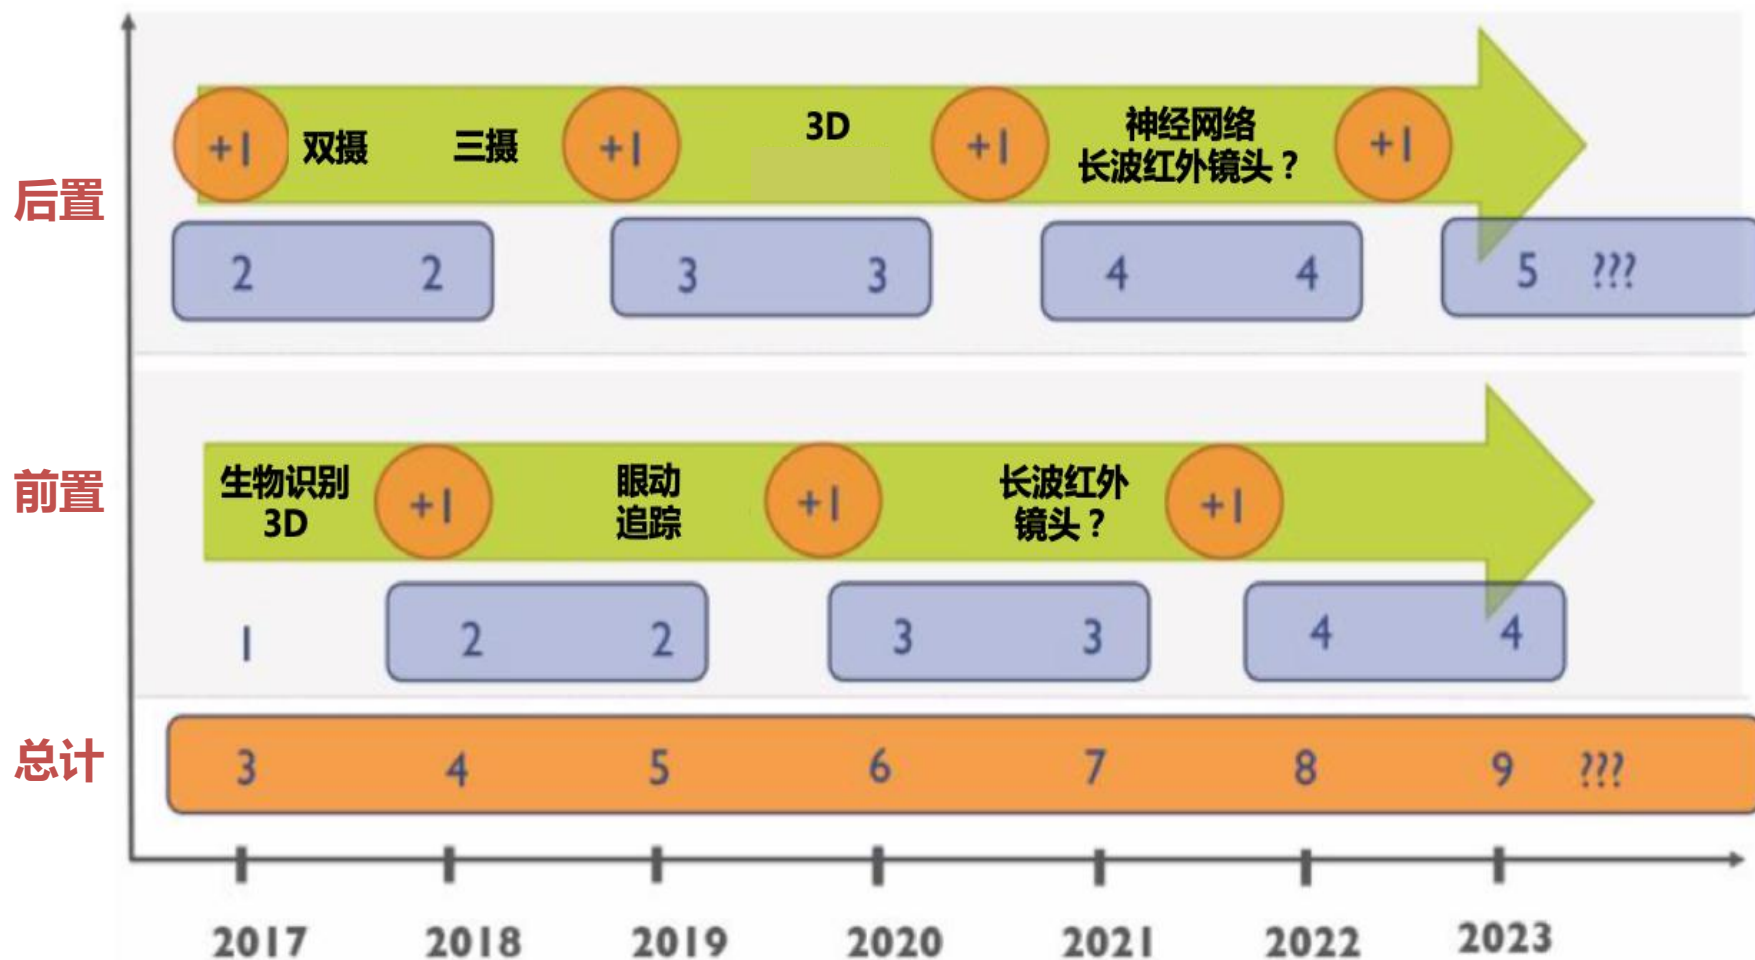 +1 双摄 三摄 +1 3D +1 神经网络 +1
长波红外镜头？
后置
2 2 3 3 4 4 5 ???
生物识别 +1 眼动 +1 长波红外 +1
前置
3D 追踪 镜头？
1 2 2 3 3 4 4
总计 3 4 5 6 7 8 9 ???
2017 2018 2019 2020 2021 2022 2023